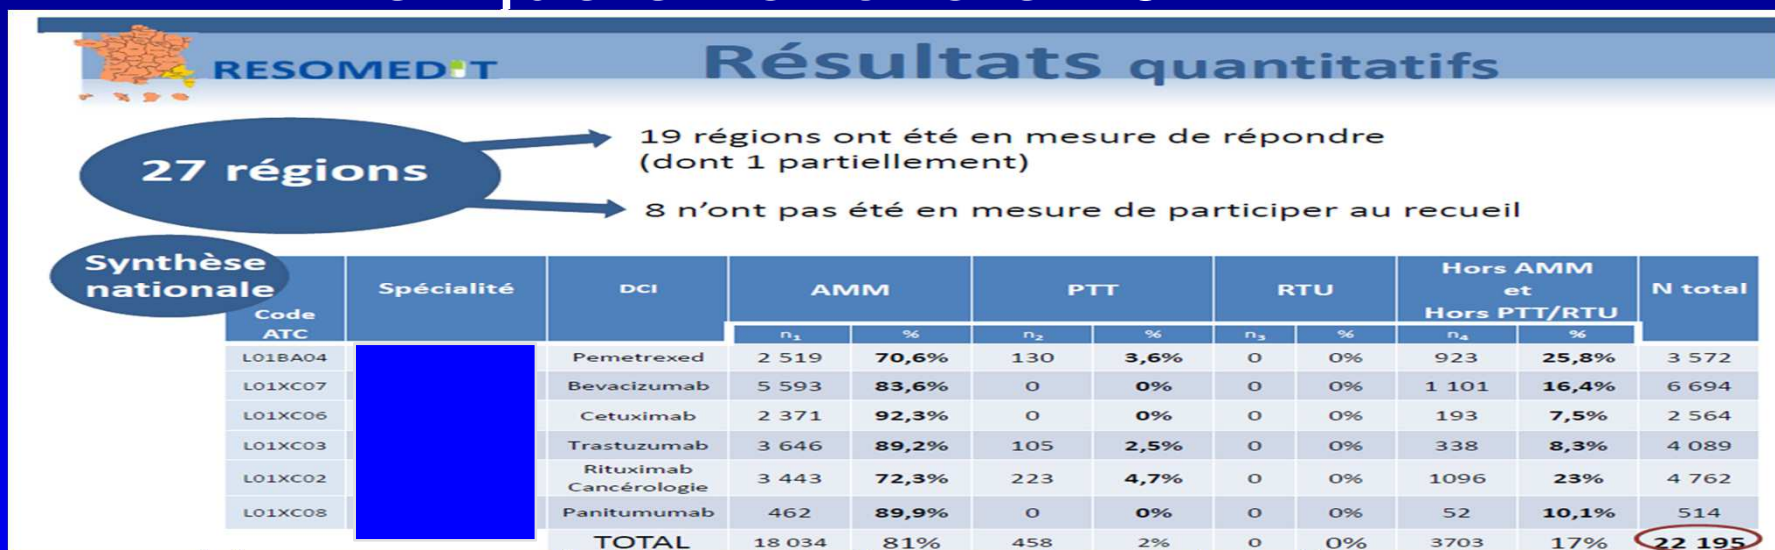 RESOMEDIT
Résultats quantitatifs
27 régions
19 régions ont été en mesure de répondre
(dont 1 partiellement)
8 n'ont pas été en mesure de participer au recueil
Synthèse
nationale
Code
ATC
Spécialité
DCI
AMM
PTT
RTU
Hors AMM
et
Hors PTT/RTU
N total
n₁ % n₂ % n₃ % n₄ %
L01BA04 Pemetrexed 2 519 70,6% 130 3,6% 0 0% 923 25,8% 3 572
L01XC07 Bevacizumab 5 593 83,6% 0 0% 0 0% 1 101 16,4% 6 694
L01XC06 Cetuximab 2 371 92,3% 0 0% 0 0% 193 7,5% 2 564
L01XC03 Trastuzumab 3 646 89,2% 105 2,5% 0 0% 338 8,3% 4 089
L01XC02 Rituximab
Cancérologie 3 443 72,3% 223 4,7% 0 0% 1096 23% 4 762
L01XC08 Panitumumab 462 89,9% 0 0% 0 0% 52 10,1% 514
TOTAL 18 034 81% 458 2% 0 0% 3703 17% 22 195